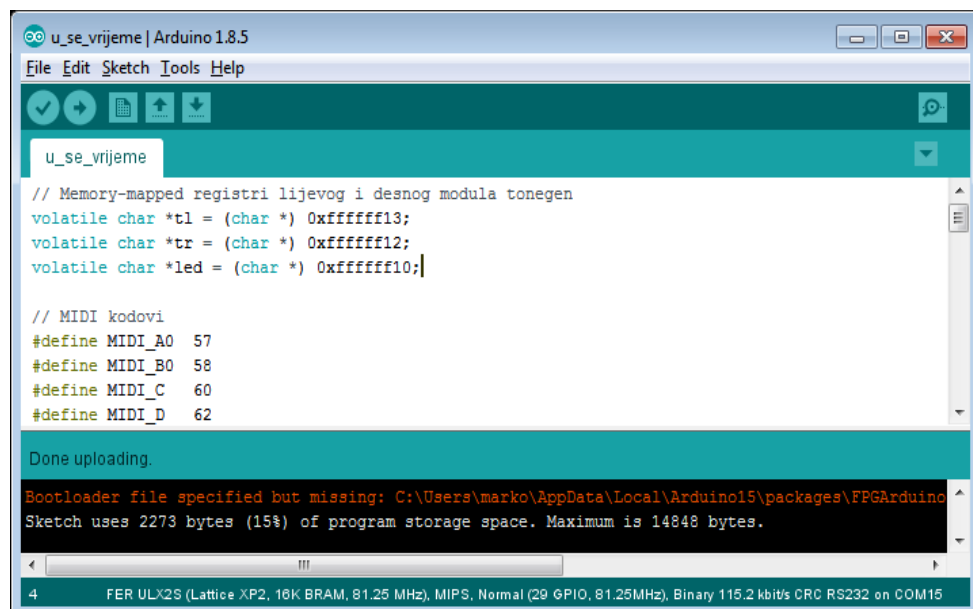 u_se_vrijeme | Arduino 1.8.5
File Edit Sketch Tools Help
u_se_vrijeme
// Memory-mapped registri lijevog i desnog modula tonegen
volatile char *tl = (char *) 0xffffff13;
volatile char *tr = (char *) 0xffffff12;
volatile char *led = (char *) 0xffffff10;
// MIDI kodovi
#define MIDI_A0 57
#define MIDI_B0 58
#define MIDI_C 60
#define MIDI_D 62
Done uploading.
Bootloader file specified but missing: C:\Users\marko\AppData\Local\Arduino15\packages\FPGArduino
Sketch uses 2273 bytes (15%) of program storage space. Maximum is 14848 bytes.
4 FER ULX2S (Lattice XP2, 16K BRAM, 81.25 MHz), MIPS, Normal (29 GPIO, 81.25MHz), Binary 115.2 kbit/s CRC RS232 on COM15